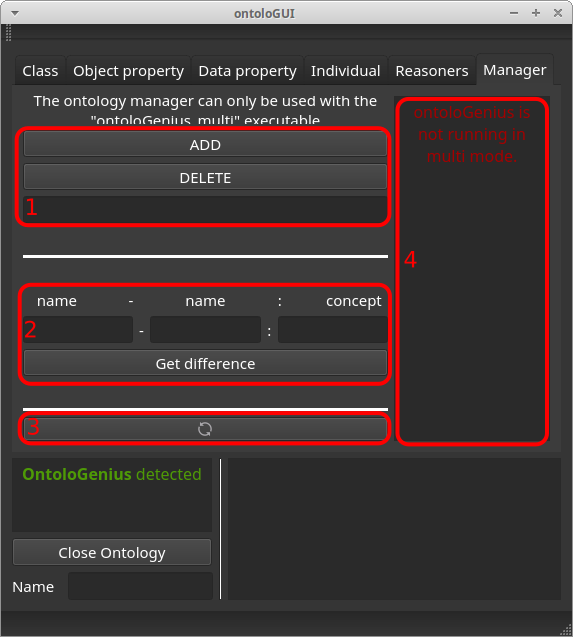 ontoloGUI
Class Object property Data property Individual Reasoners Manager
The ontology manager can only be used with the
"ontoloGenius_multi" executable
ADD
DELETE
1
ontoloGenius is
not running in
multi mode.
4
name - name : concept
2 - :
Get difference
3
OntoloGenius detected
Close Ontology
Name